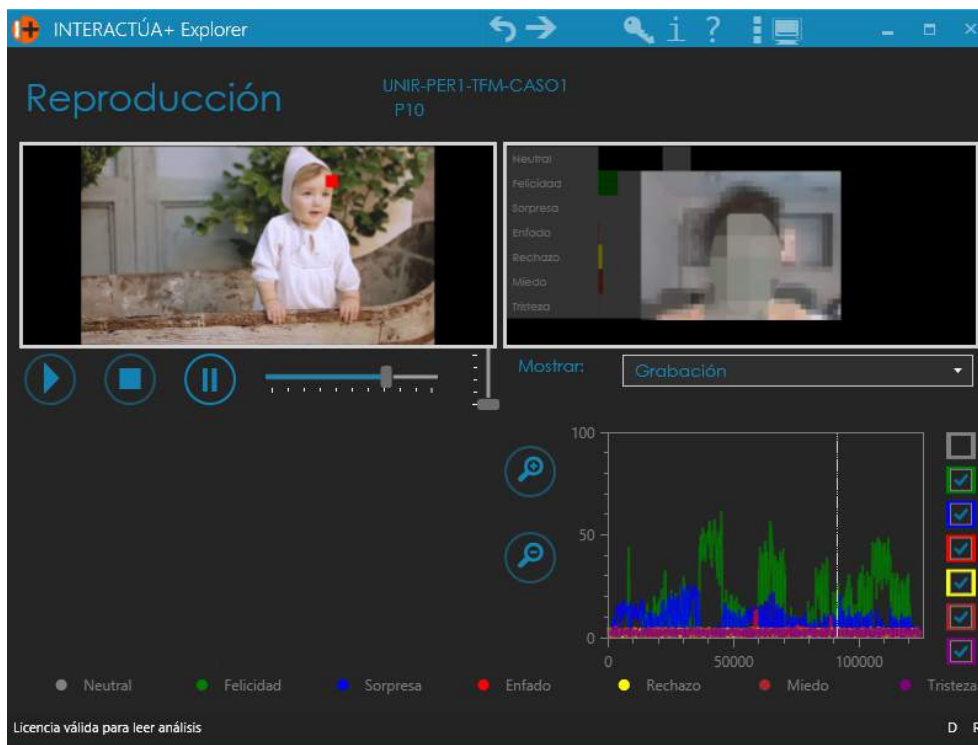 INTERACTÚA+ Explorer
Reproducción
UNIR-PER1-TFM-CASO1
P10
Neutral
Felicidad
Sorpresa
Enfado
Rechazo
Miedo
Tristeza
Mostrar:
Grabación
100
50
0
0 50000 100000
Neutral Felicidad Sorpresa Enfado Rechazo Miedo Tristeza
Licencia válida para leer análisis
D R